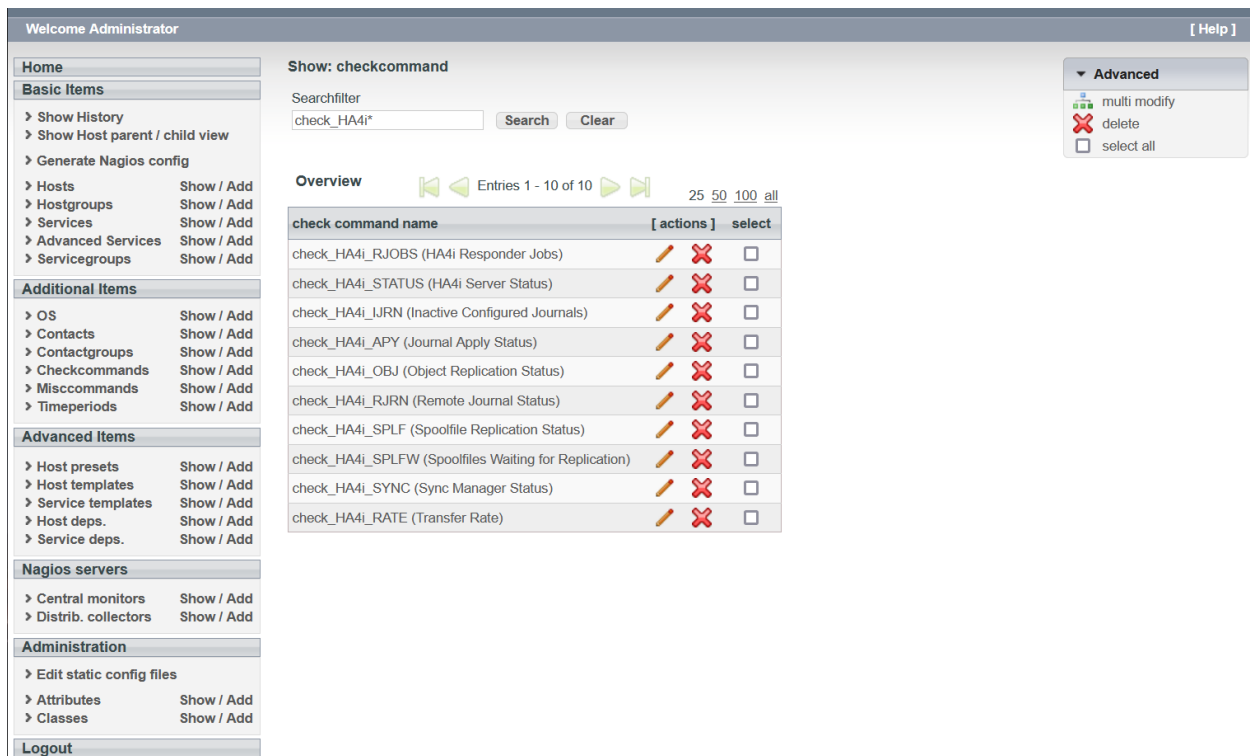 Welcome Administrator [ Help ]
Home
Basic Items
Show History
Show Host parent / child view
Generate Nagios config
Hosts Show / Add
Hostgroups Show / Add
Services Show / Add
Advanced Services Show / Add
Servicegroups Show / Add
Additional Items
OS Show / Add
Contacts Show / Add
Contactgroups Show / Add
Checkcommands Show / Add
Misccommands Show / Add
Timeperiods Show / Add
Advanced Items
Host presets Show / Add
Host templates Show / Add
Service templates Show / Add
Host deps. Show / Add
Service deps. Show / Add
Nagios servers
Central monitors Show / Add
Distrib. collectors Show / Add
Administration
Edit static config files
Attributes Show / Add
Classes Show / Add
Logout
Show: checkcommand
Searchfilter
check_HA4i* Search Clear
Overview Entries 1 - 10 of 10 25 50 100 all
check command name [ actions ] select
check_HA4i_RJOBS (HA4i Responder Jobs)
check_HA4i_STATUS (HA4i Server Status)
check_HA4i_IJRN (Inactive Configured Journals)
check_HA4i_APY (Journal Apply Status)
check_HA4i_OBJ (Object Replication Status)
check_HA4i_RJRN (Remote Journal Status)
check_HA4i_SPLF (Spoolfile Replication Status)
check_HA4i_SPLFW (Spoolfiles Waiting for Replication)
check_HA4i_SYNC (Sync Manager Status)
check_HA4i_RATE (Transfer Rate)
Advanced
multi modify
delete
select all